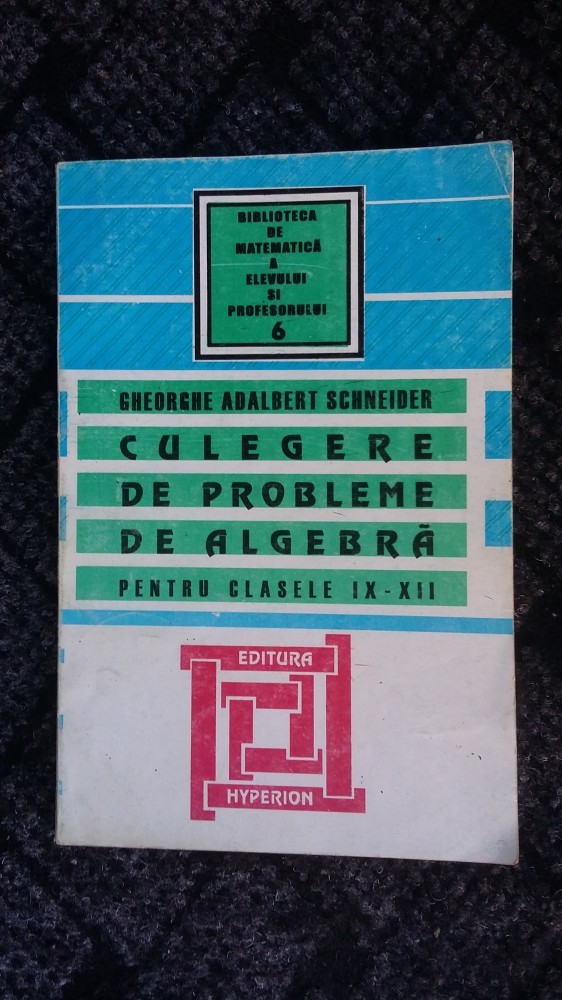 BIBLIOTECA
DE
MATEMATICĂ
A
ELEVULUI
SI
PROFESORULUI
6
GHEORGHE ADALBERT SCHNEIDER
CULEGERE
DE PROBLEME
DE ALGEBRĂ
PENTRU CLASELE IX-XII
EDITURA
HYPERION